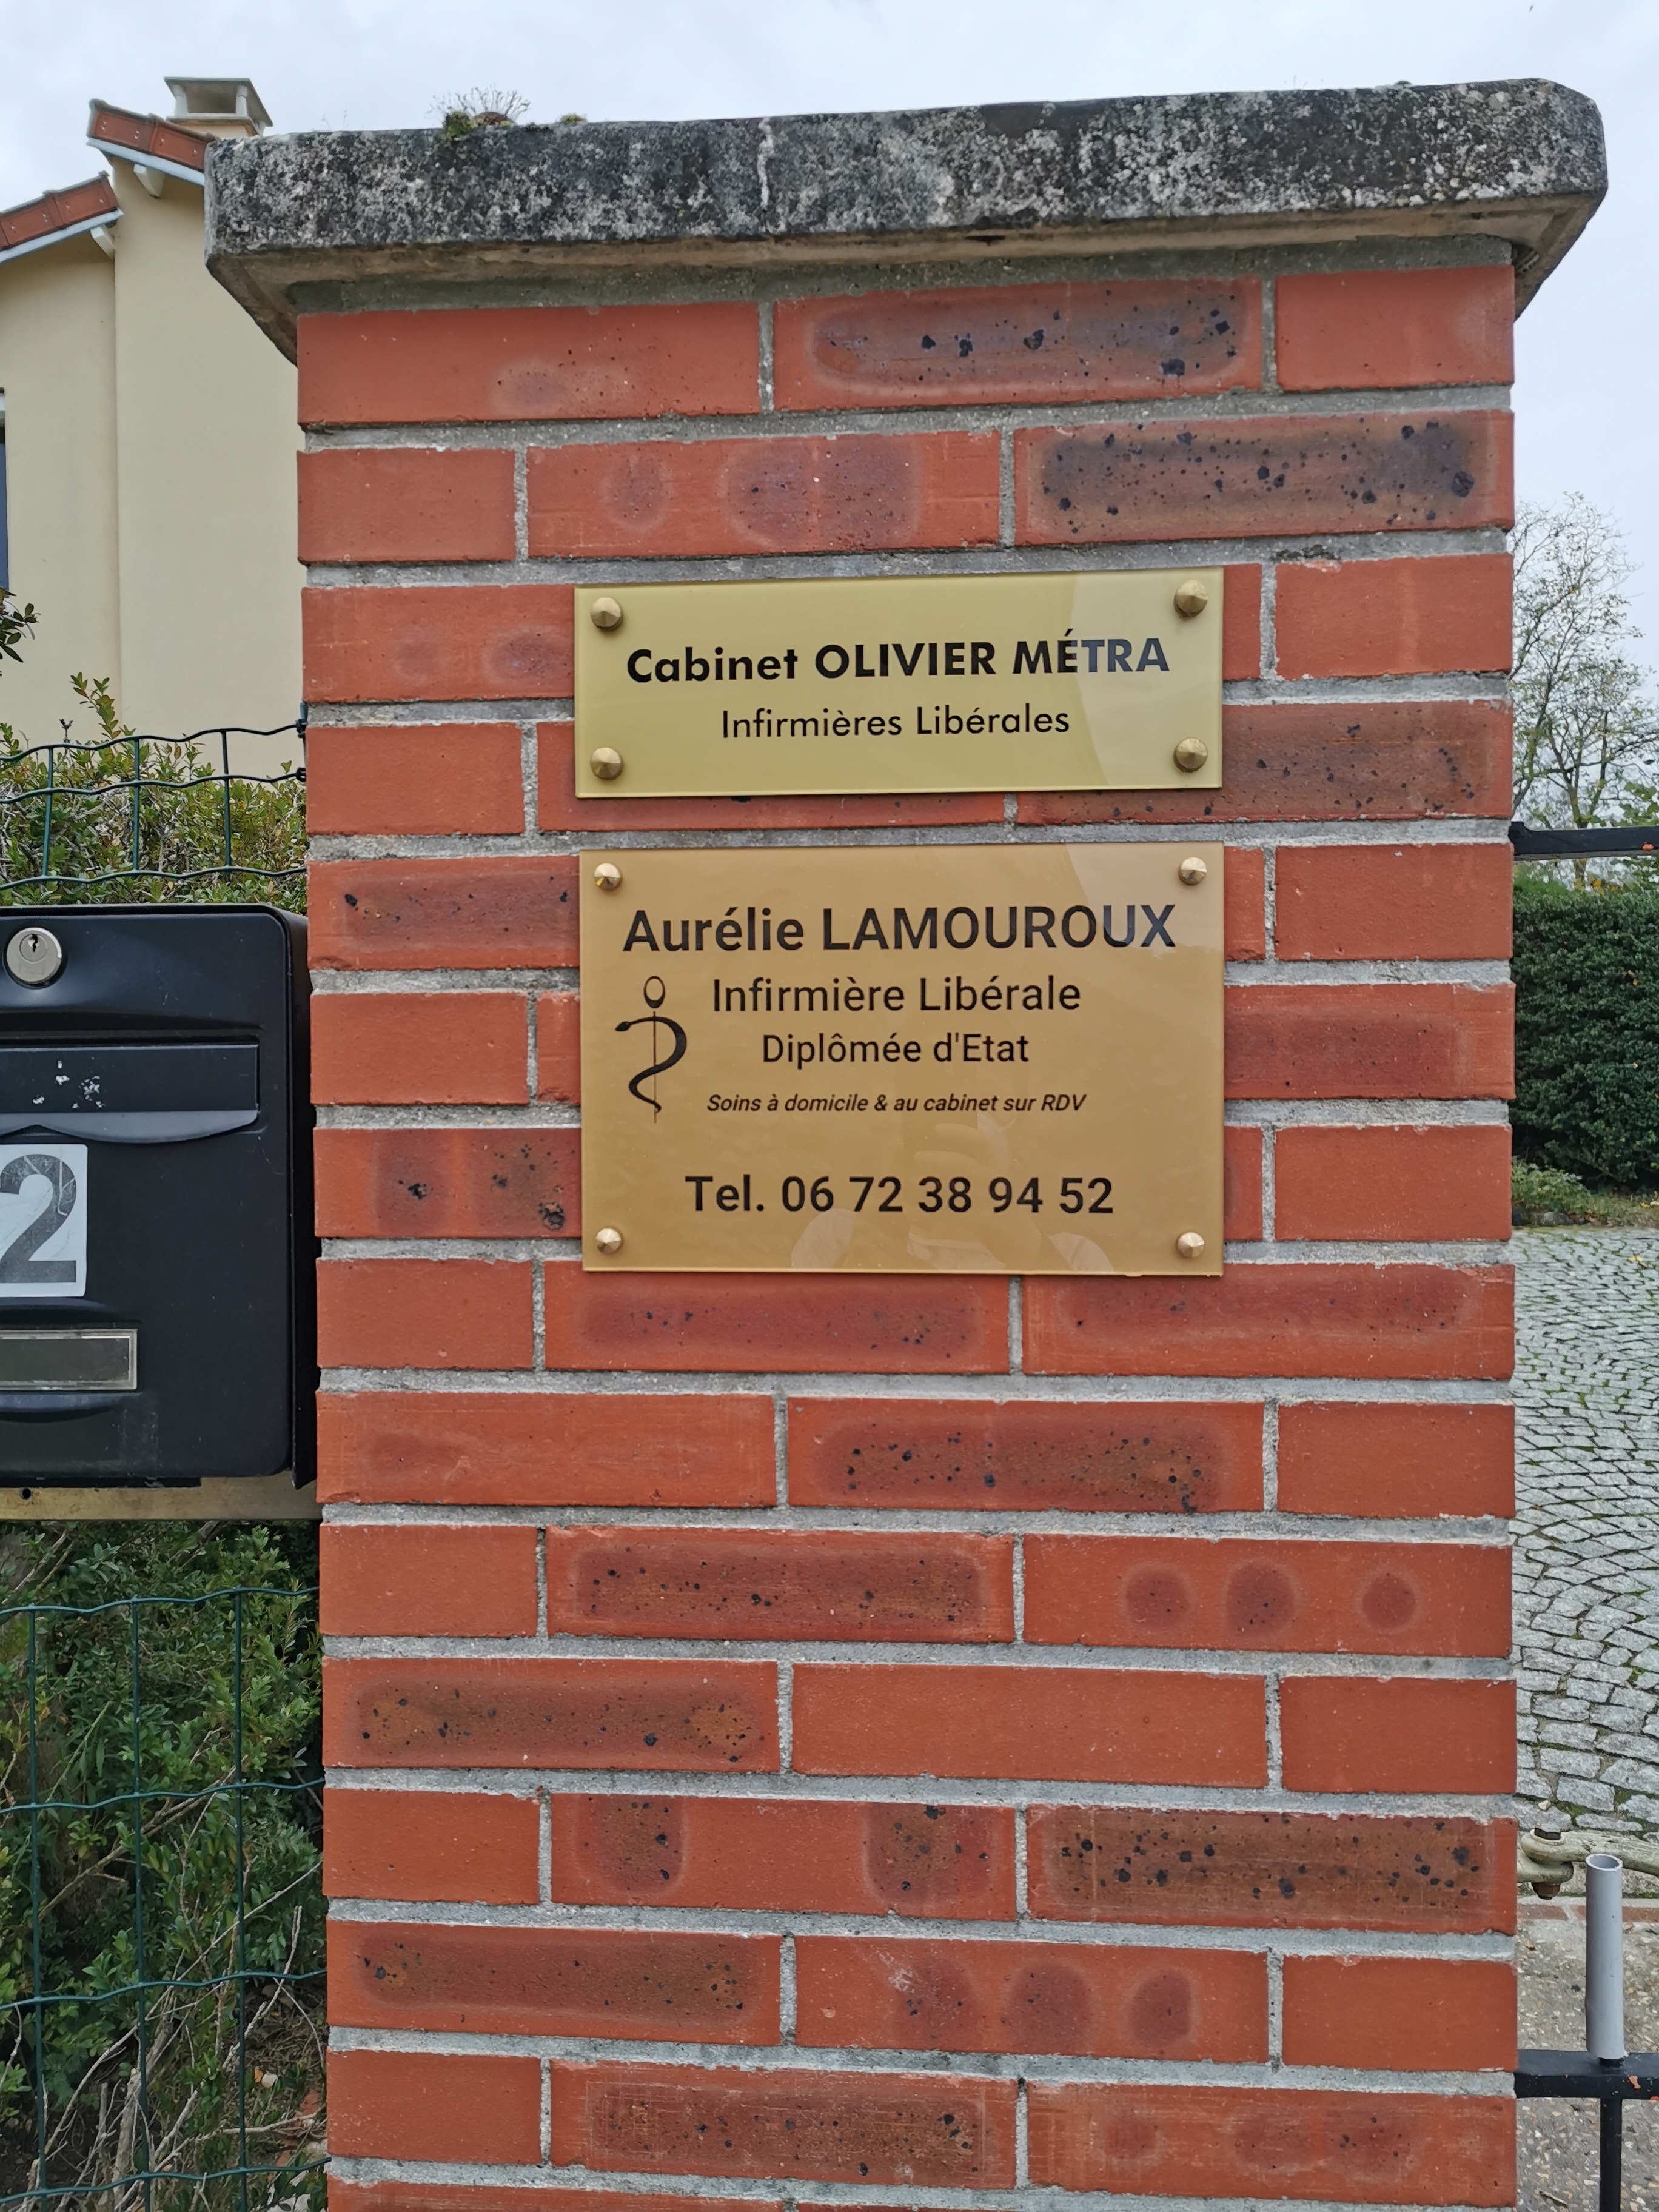 Cabinet OLIVIER MÉTRA
Infirmières Libérales
Aurélie LAMOUROUX
Infirmière Libérale
Diplômée d'Etat
Soins à domicile & au cabinet sur RDV
Tel. 06 72 38 94 52
2